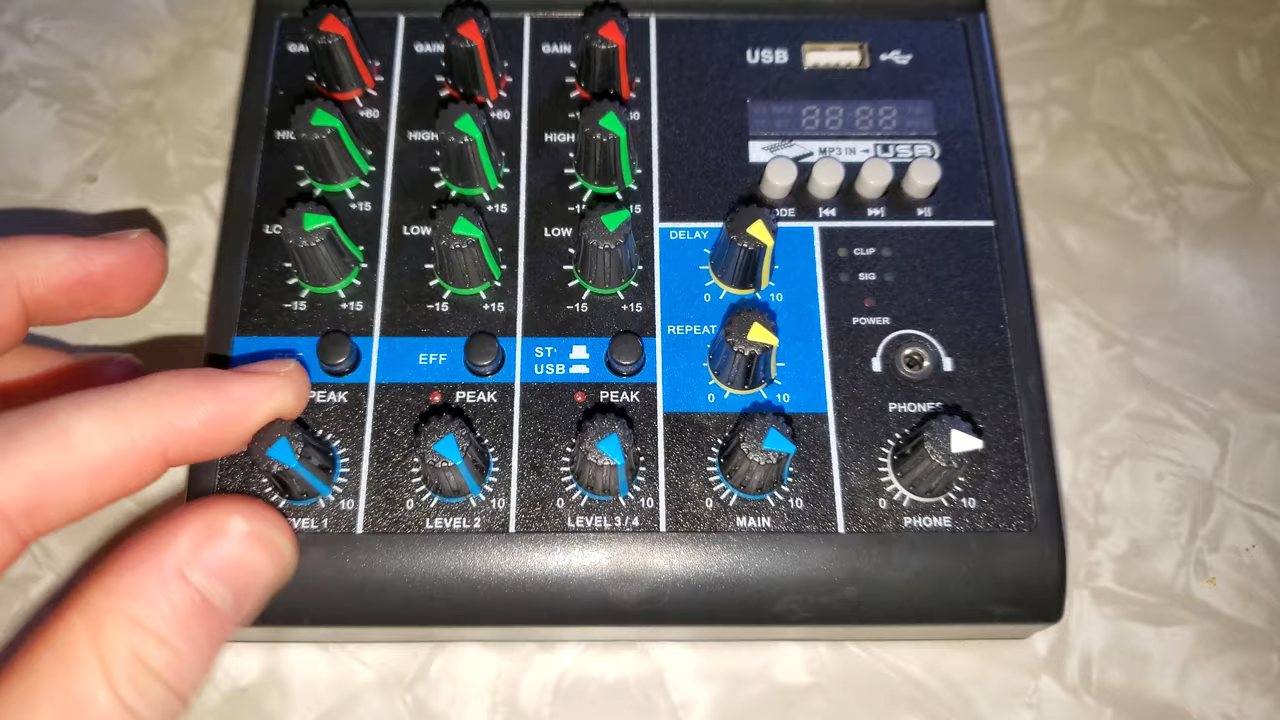 GAIN GAIN USB
+60 +60
HIGH HIGH MP3 IN USB
+15 +15
LOW LOW DELAY
-15 +15 -15 +15 -15 +15 0 10
CLIP
SIG
POWER
REPEAT
EFF ST USB
0 10
PEAK PEAK PEAK
PHONES
10 0 10 0 10 0 10 0 10
LEVEL 2 LEVEL 3 / 4 MAIN PHONE